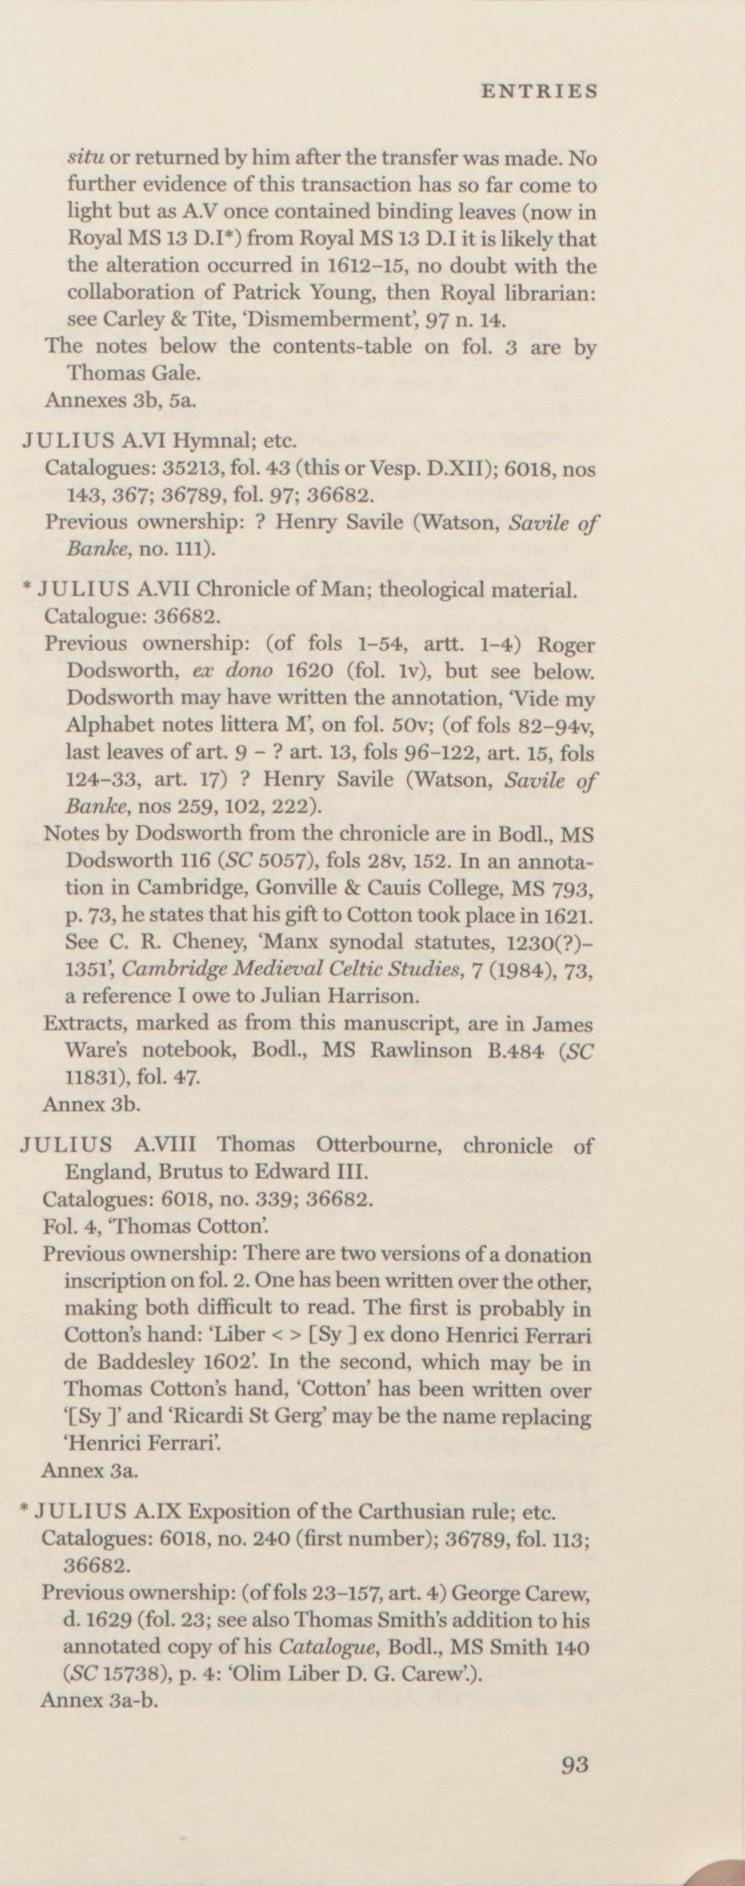 ENTRIES
situ or returned by him after the transfer was made. No
further evidence of this transaction has so far come to
light but as A.V once contained binding leaves (now in
Royal MS 13 D.I*) from Royal MS 13 D.I it is likely that
the alteration occurred in 1612–15, no doubt with the
collaboration of Patrick Young, then Royal librarian:
see Carley & Tite, ‘Dismemberment’, 97 n. 14.
The notes below the contents-table on fol. 3 are by
Thomas Gale.
Annexes 3b, 5a.
JULIUS A.VI Hymnal; etc.
Catalogues: 35213, fol. 43 (this or Vesp. D.XII); 6018, nos
143, 367; 36789, fol. 97; 36682.
Previous ownership: ? Henry Savile (Watson, Savile of
Banke, no. 111).
* JULIUS A.VII Chronicle of Man; theological material.
Catalogue: 36682.
Previous ownership: (of fols 1–54, artt. 1–4) Roger
Dodsworth, ex dono 1620 (fol. 1v), but see below.
Dodsworth may have written the annotation, ‘Vide my
Alphabet notes littera M’, on fol. 50v; (of fols 82–94v,
last leaves of art. 9 – ? art. 13, fols 96–122, art. 15, fols
124–33, art. 17) ? Henry Savile (Watson, Savile of
Banke, nos 259, 102, 222).
Notes by Dodsworth from the chronicle are in Bodl., MS
Dodsworth 116 (SC 5057), fols 28v, 152. In an annota-
tion in Cambridge, Gonville & Cauis College, MS 793,
p. 73, he states that his gift to Cotton took place in 1621.
See C. R. Cheney, ‘Manx synodal statutes, 1230(?)–
1351’, Cambridge Medieval Celtic Studies, 7 (1984), 73,
a reference I owe to Julian Harrison.
Extracts, marked as from this manuscript, are in James
Ware’s notebook, Bodl., MS Rawlinson B.484 (SC
11831), fol. 47.
Annex 3b.
JULIUS A.VIII Thomas Otterbourne, chronicle of
England, Brutus to Edward III.
Catalogues: 6018, no. 339; 36682.
Fol. 4, ‘Thomas Cotton’.
Previous ownership: There are two versions of a donation
inscription on fol. 2. One has been written over the other,
making both difficult to read. The first is probably in
Cotton’s hand: ‘Liber < > [Sy ] ex dono Henrici Ferrari
de Baddesley 1602’. In the second, which may be in
Thomas Cotton’s hand, ‘Cotton’ has been written over
‘[Sy ]’ and ‘Ricardi St Gerg’ may be the name replacing
‘Henrici Ferrari’.
Annex 3a.
* JULIUS A.IX Exposition of the Carthusian rule; etc.
Catalogues: 6018, no. 240 (first number); 36789, fol. 113;
36682.
Previous ownership: (of fols 23–157, art. 4) George Carew,
d. 1629 (fol. 23; see also Thomas Smith’s addition to his
annotated copy of his Catalogue, Bodl., MS Smith 140
(SC 15738), p. 4: ‘Olim Liber D. G. Carew’.).
Annex 3a-b.
93